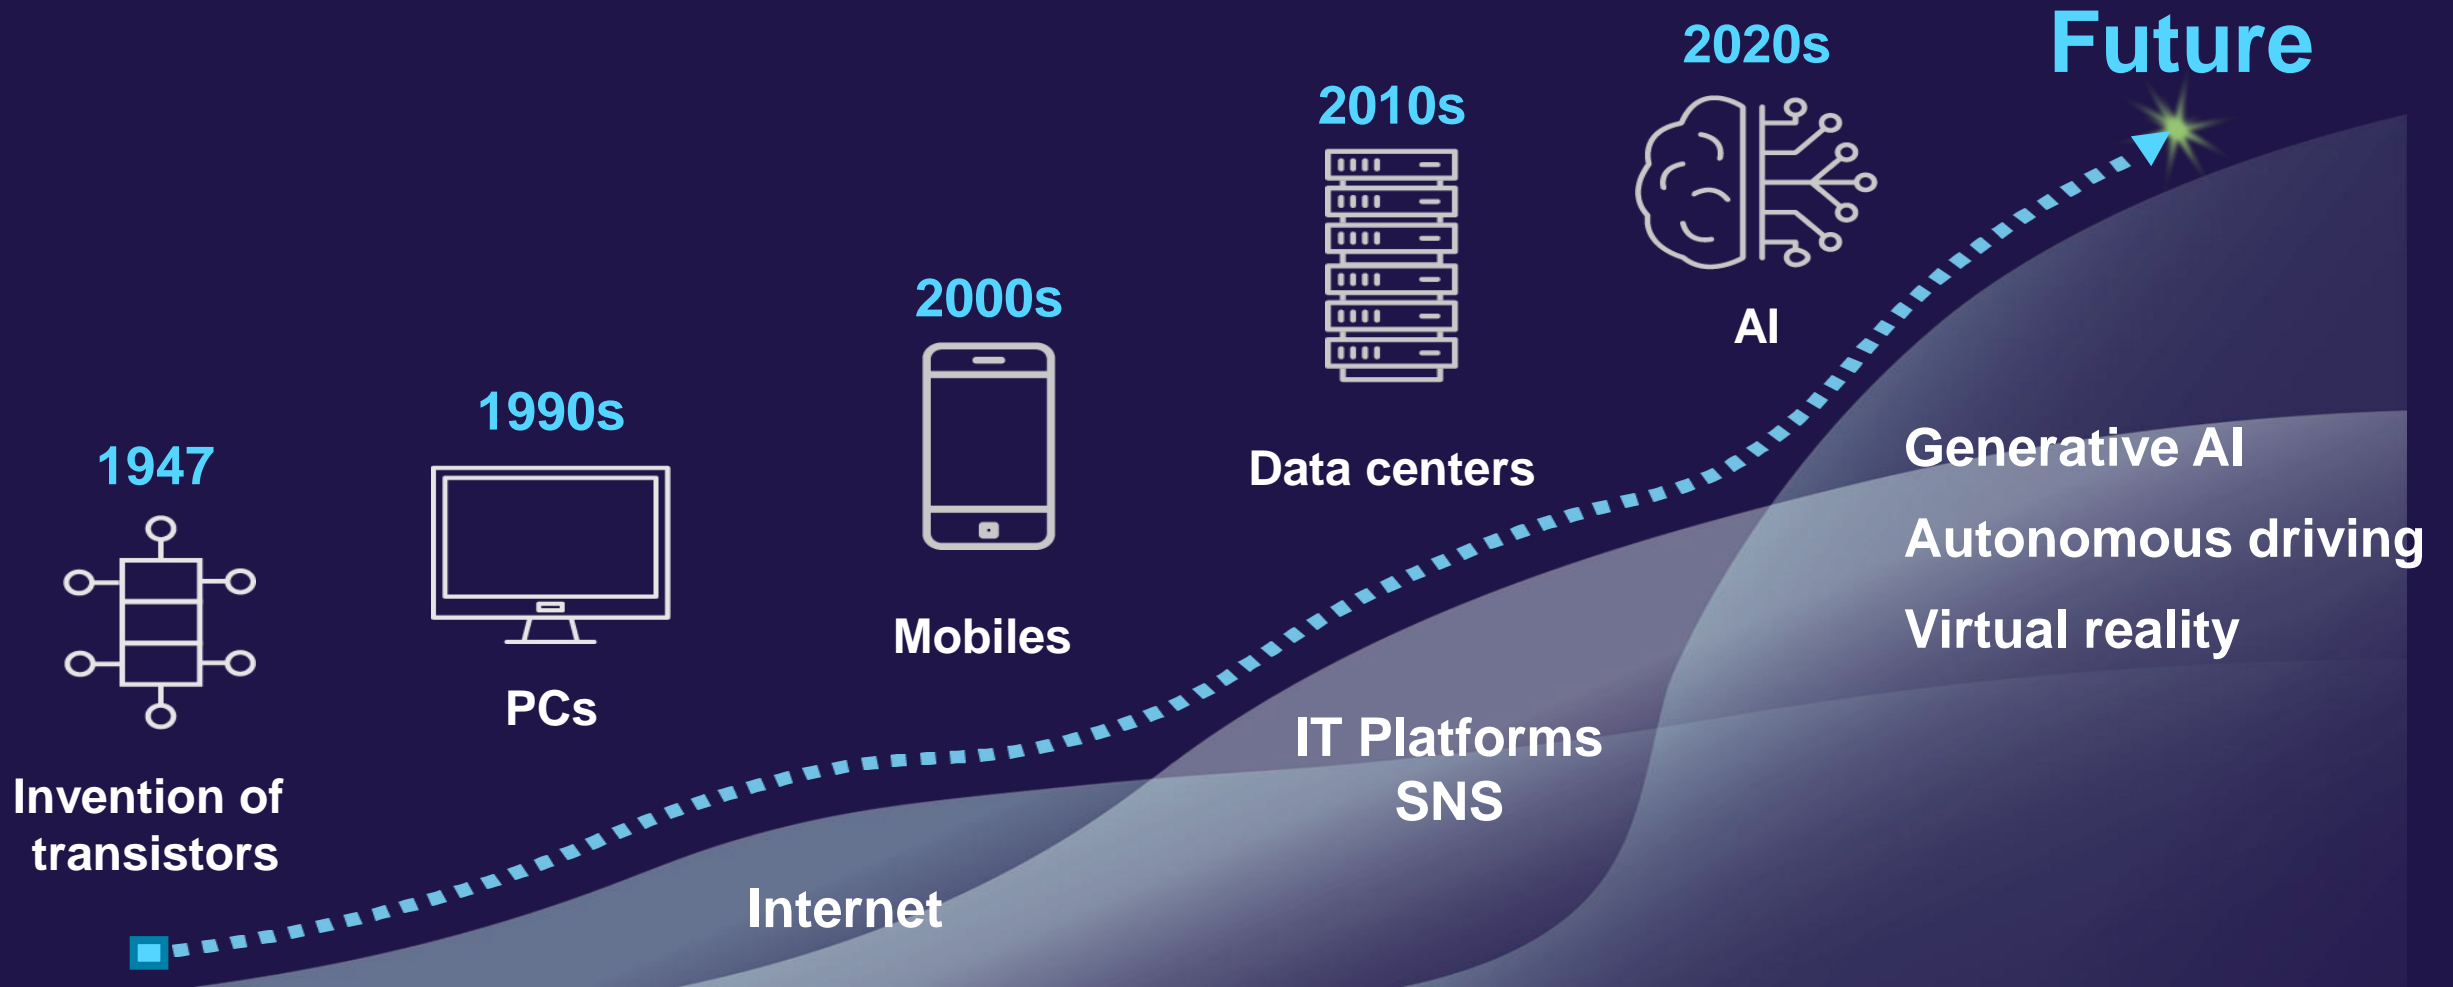 1947
Invention of
transistors
1990s
PCs
2000s
Mobiles
2010s
Data centers
2020s
AI
Future
Internet
IT Platforms
SNS
Generative AI
Autonomous driving
Virtual reality